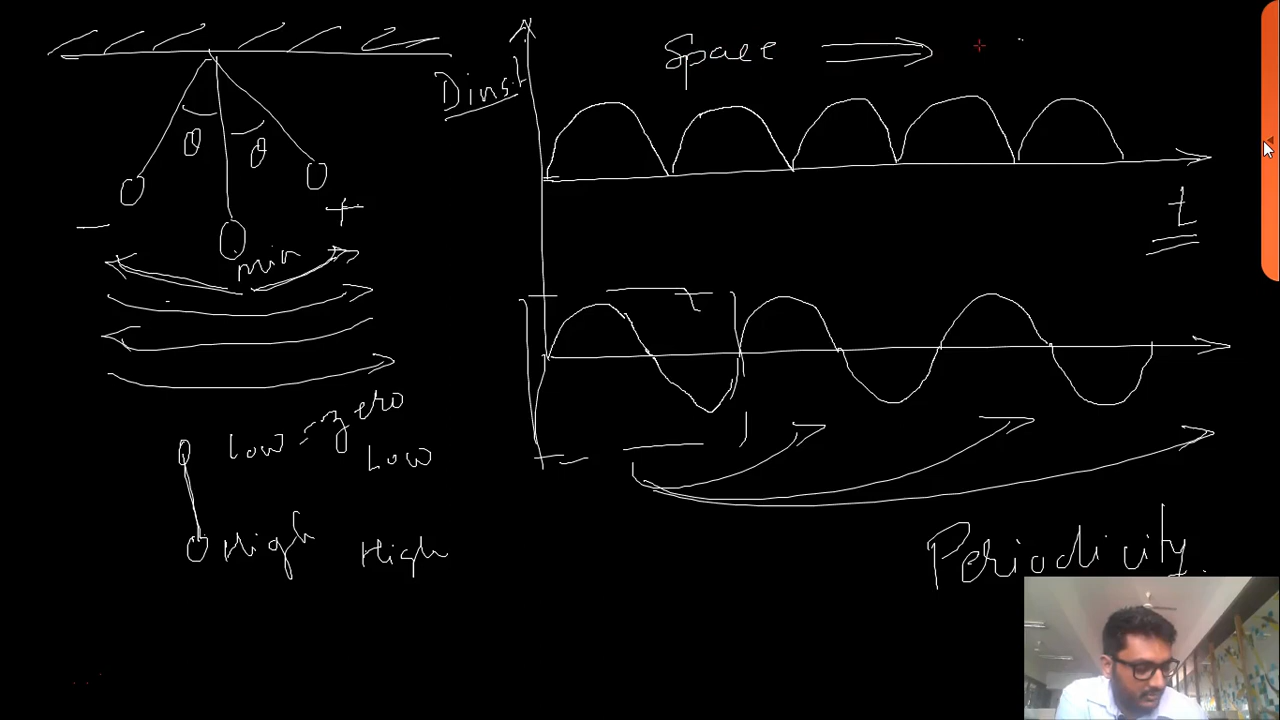 Space
Dinst
θ θ
- +
t
min
Low → zero
Low
High High
Periodicity.